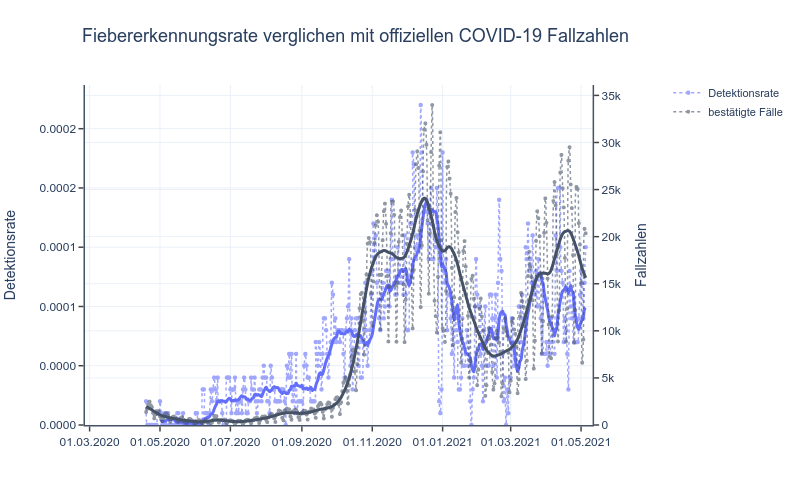 Fiebererkennungsrate verglichen mit offiziellen COVID-19 Fallzahlen
Detektionsrate
bestätigte Fälle
35k
30k
25k
20k
15k
10k
5k
0
Fallzahlen
0.0002
0.0002
0.0001
0.0001
0.0000
0.0000
Detektionsrate
01.03.2020 01.05.2020 01.07.2020 01.09.2020 01.11.2020 01.01.2021 01.03.2021 01.05.2021